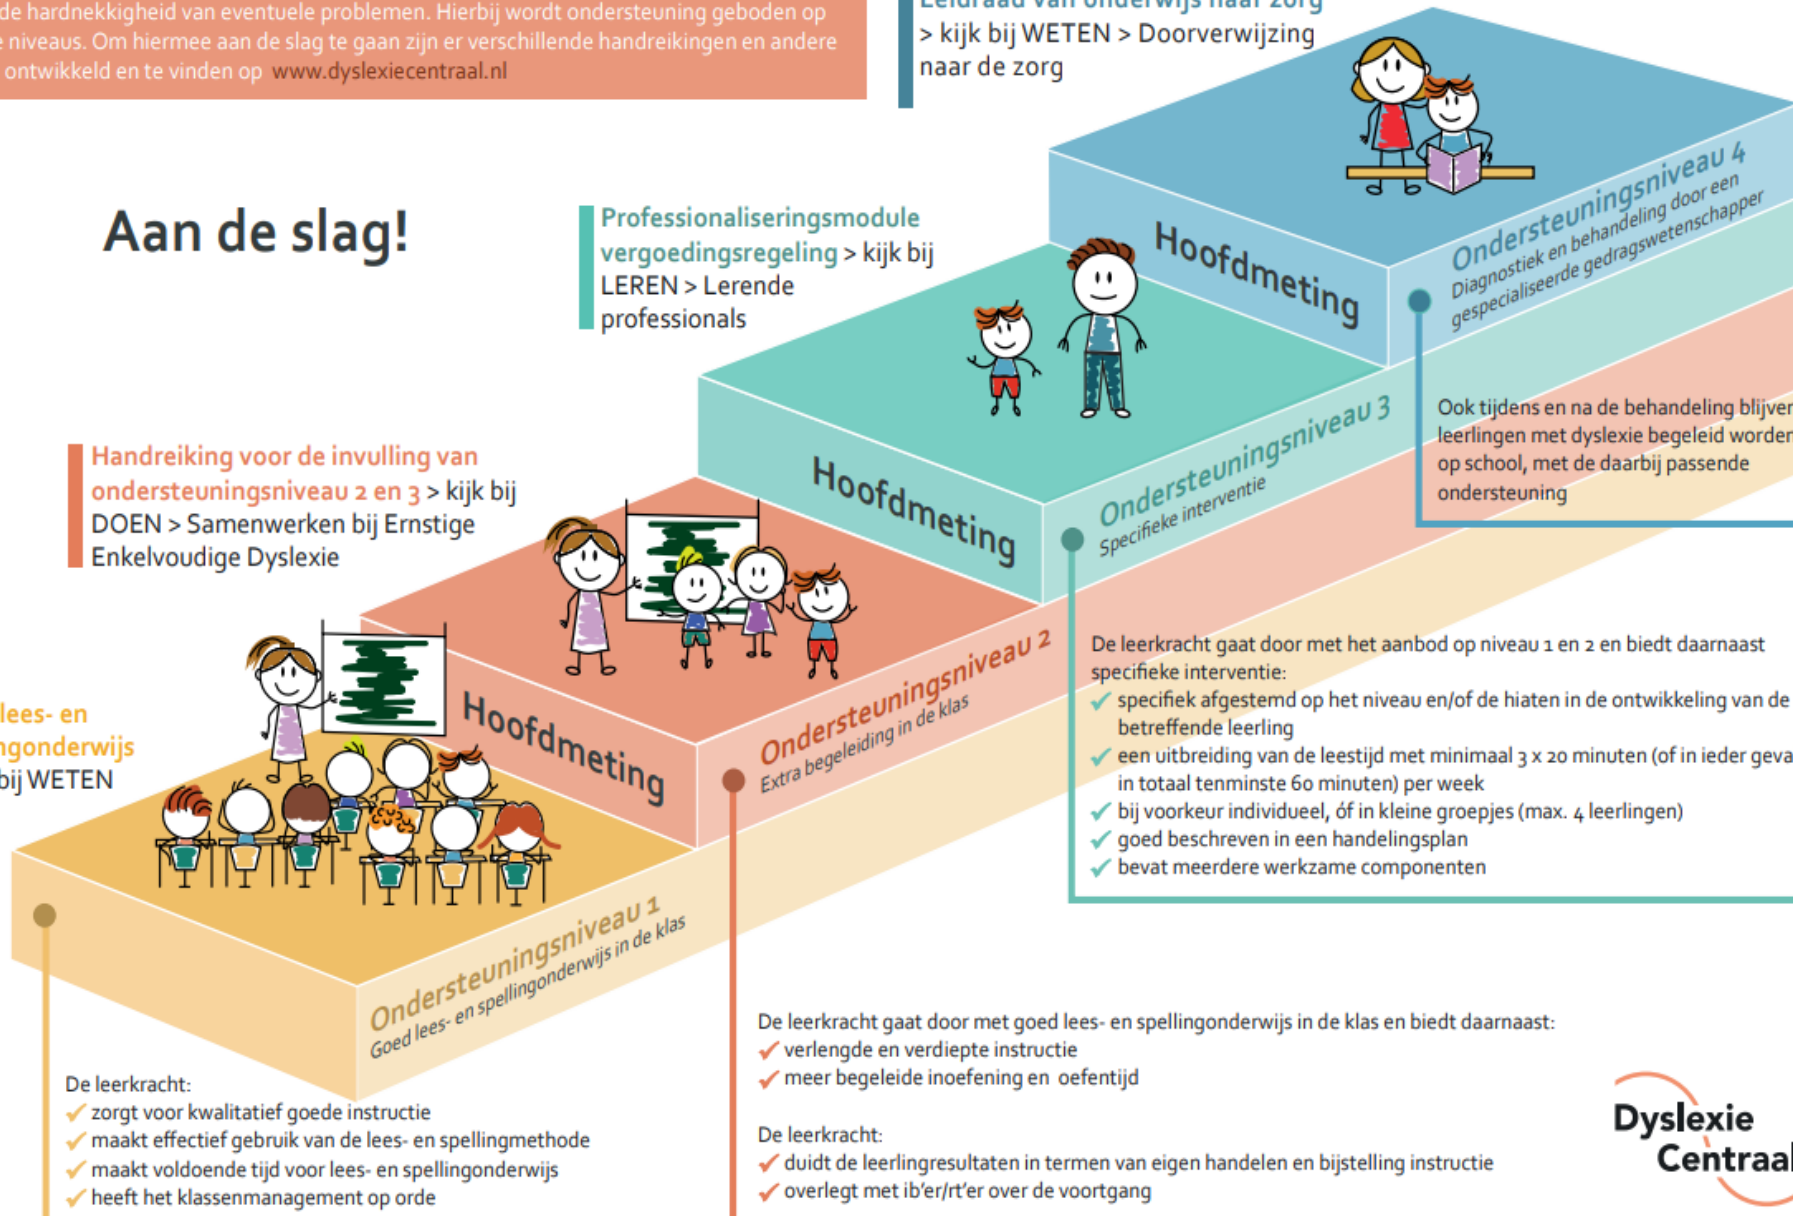 de hardnekkigheid van eventuele problemen. Hierbij wordt ondersteuning geboden op
niveaus. Om hiermee aan de slag te gaan zijn er verschillende handreikingen en andere
ontwikkeld en te vinden op www.dyslexiecentraal.nl
Leidraad van onderwijs naar zorg
> kijk bij WETEN > Doorverwijzing
naar de zorg
Aan de slag!
Professionaliseringsmodule
vergoedingsregeling > kijk bij
LEREN > Lerende
professionals
Handreiking voor de invulling van
ondersteuningsniveau 2 en 3 > kijk bij
DOEN > Samenwerken bij Ernstige
Enkelvoudige Dyslexie
lees- en
bij WETEN
Hoofdmeting
Ondersteuningsniveau 4
Diagnostiek en behandeling door een
gespecialiseerde gedragswetenschapper
Ook tijdens en na de behandeling
leerlingen met dyslexie begeleid
op school, met de daarbij passende
ondersteuning
Hoofdmeting
Ondersteuningsniveau 3
Specifieke interventie
De leerkracht gaat door met het aanbod op niveau 1 en 2 en biedt daarnaast
specifieke interventie:
✓ specifiek afgestemd op het niveau en/of de hiaten in de ontwikkeling van de
betreffende leerling
✓ een uitbreiding van de leestijd met minimaal 3 x 20 minuten (of in ieder
in totaal tenminste 60 minuten) per week
✓ bij voorkeur individueel, óf in kleine groepjes (max. 4 leerlingen)
✓ goed beschreven in een handelingsplan
✓ bevat meerdere werkzame componenten
Hoofdmeting
Ondersteuningsniveau 2
Extra begeleiding in de klas
De leerkracht gaat door met goed lees- en spellingonderwijs in de klas en biedt daarnaast:
✓ verlengde en verdiepte instructie
✓ meer begeleide inoefening en oefentijd
De leerkracht:
✓ duidt de leerlingresultaten in termen van eigen handelen en bijstelling instructie
✓ overlegt met ib'er/rt'er over de voortgang
Ondersteuningsniveau 1
Goed lees- en spellingonderwijs in de klas
De leerkracht:
✓ zorgt voor kwalitatief goede instructie
✓ maakt effectief gebruik van de lees- en spellingmethode
✓ maakt voldoende tijd voor lees- en spellingonderwijs
✓ heeft het klassenmanagement op orde
Dyslexie
Centraal